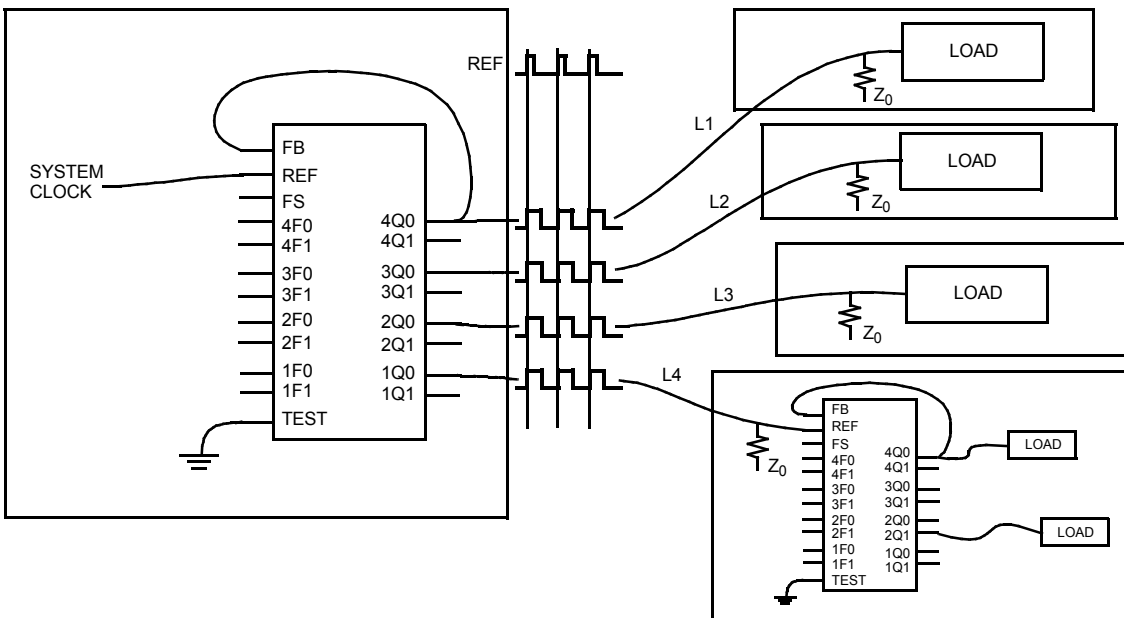 REF
SYSTEM
CLOCK
FB
REF
FS
4F0
4F1
3F0
3F1
2F0
2F1
1F0
1F1
TEST
4Q0
4Q1
3Q0
3Q1
2Q0
2Q1
1Q0
1Q1
L1
LOAD
Z0
L2
LOAD
Z0
L3
LOAD
Z0
L4
Z0
FB
REF
FS
4F0
4F1
3F0
3F1
2F0
2F1
1F0
1F1
TEST
4Q0
4Q1
3Q0
3Q1
2Q0
2Q1
1Q0
1Q1
LOAD
LOAD